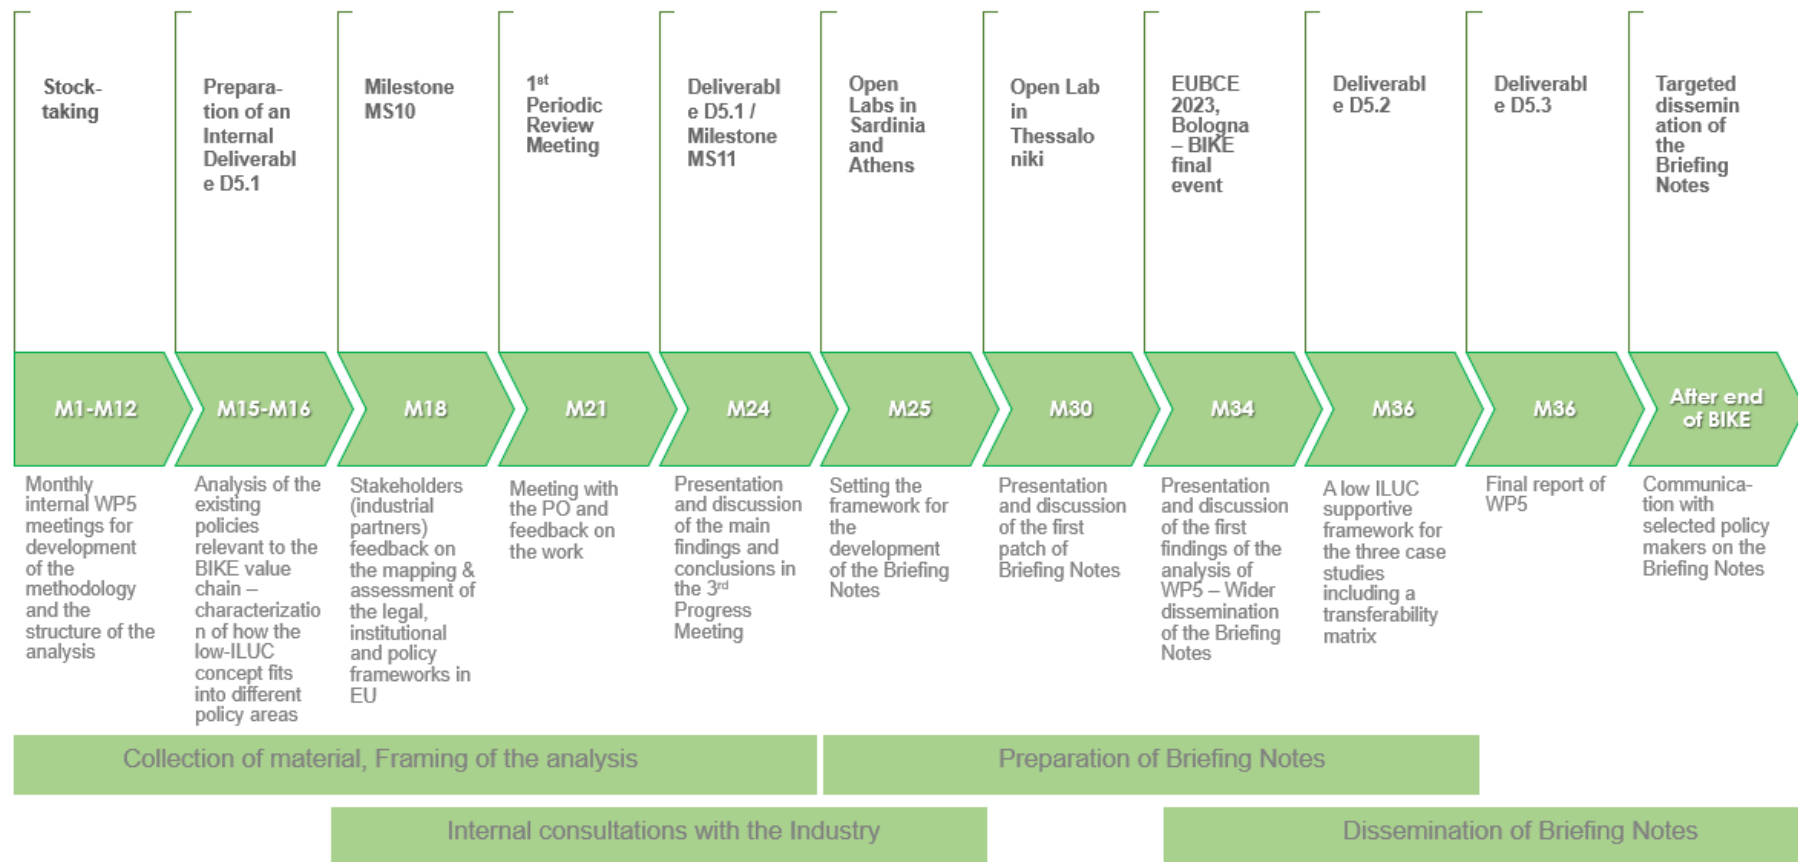 Stock-
taking
Prepara-
tion of an
Internal
Deliverabl
e D5.1
Milestone
MS10
1st
Periodic
Review
Meeting
Deliverabl
e D5.1 /
Milestone
MS11
Open
Labs in
Sardinia
and
Athens
Open Lab
in
Thessalo
niki
EUBCE
2023,
Bologna
– BIKE
final
event
Deliverabl
e D5.2
Deliverabl
e D5.3
Targeted
dissemin
ation of
the
Briefing
Notes
M1-M12
M15-M16
M18
M21
M24
M25
M30
M34
M36
M36
After end
of BIKE
Monthly
internal WP5
meetings for
development
of the
methodology
and the
structure of the
analysis
Analysis of the
existing
policies
relevant to the
BIKE value
chain –
characterizatio
n of how the
low-ILUC
concept fits
into different
policy areas
Stakeholders
(industrial
partners)
feedback on
the mapping &
assessment of
the legal,
institutional
and policy
frameworks in
EU
Meeting with
the PO and
feedback on
the work
Presentation
and discussion
of the main
findings and
conclusions in
the 3rd
Progress
Meeting
Setting the
framework for
the
development
of the Briefing
Notes
Presentation
and discussion
of the first
patch of
Briefing Notes
Presentation
and discussion
of the first
findings of the
analysis of
WP5 – Wider
dissemination
of the Briefing
Notes
A low ILUC
supportive
framework for
the three case
studies
including a
transferability
matrix
Final report of
WP5
Communica-
tion with
selected policy
makers on the
Briefing Notes
Collection of material, Framing of the analysis
Preparation of Briefing Notes
Internal consultations with the Industry
Dissemination of Briefing Notes